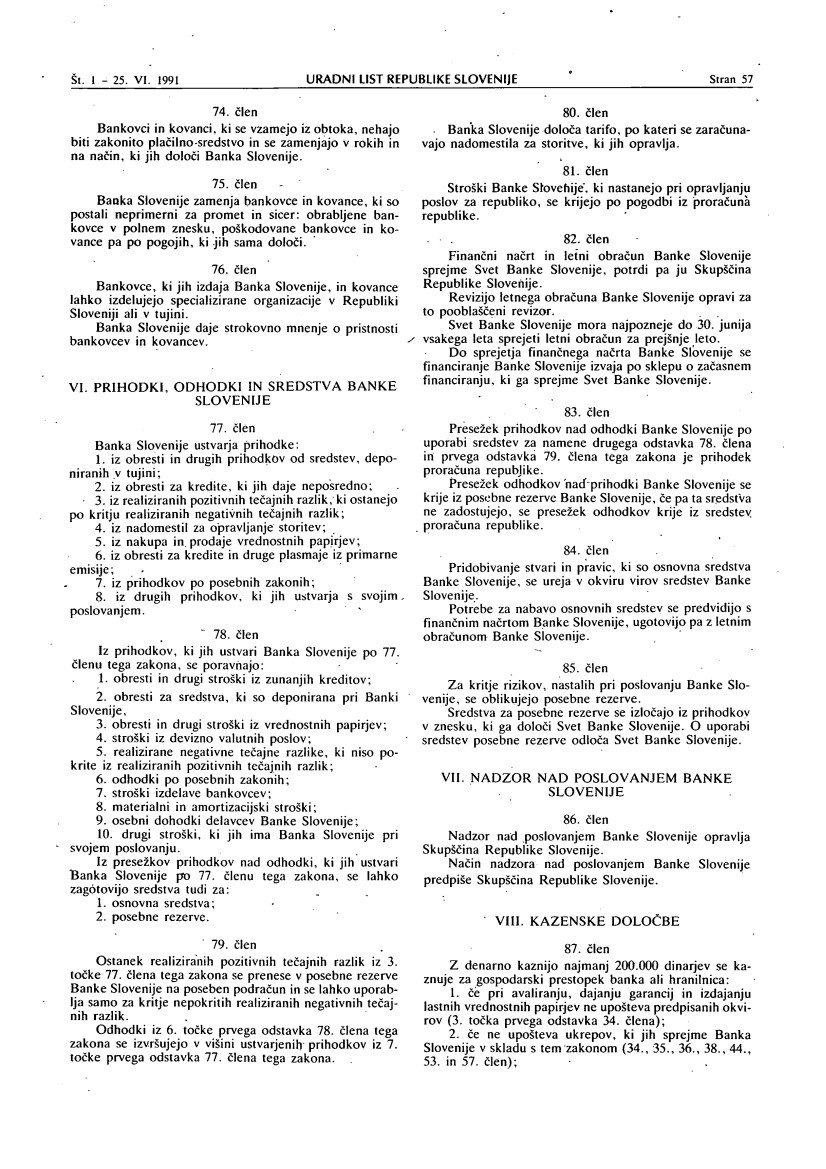 Št. 1 – 25. VI. 1991 URADNI LIST REPUBLIKE SLOVENIJE Stran 57
74. člen
Bankovci in kovanci, ki se vzamejo iz obtoka, nehajo
biti zakonito plačilno sredstvo in se zamenjajo v rokih in
na način, ki jih določi Banka Slovenije.
75. člen
Banka Slovenije zamenja bankovce in kovance, ki so
postali neprimerni za promet in sicer: obrabljene ban-
kovce v polnem znesku, poškodovane bankovce in ko-
vance pa po pogojih, ki jih sama določi.
76. člen
Bankovce, ki jih izdaja Banka Slovenije, in kovance
lahko izdelujejo specializirane organizacije v Republiki
Sloveniji ali v tujini.
Banka Slovenije daje strokovno mnenje o pristnosti
bankovcev in kovancev.
VI. PRIHODKI, ODHODKI IN SREDSTVA BANKE
SLOVENIJE
77. člen
Banka Slovenije ustvarja prihodke:
1. iz obresti in drugih prihodkov od sredstev, depo-
niranih v tujini;
2. iz obresti za kredite, ki jih daje neposredno;
3. iz realiziranih pozitivnih tečajnih razlik, ki ostanejo
po kritju realiziranih negativnih tečajnih razlik;
4. iz nadomestil za opravljanje storitev;
5. iz nakupa in prodaje vrednostnih papirjev;
6. iz obresti za kredite in druge plasmaje iz primarne
emisije;
7. iz prihodkov po posebnih zakonih;
8. iz drugih prihodkov, ki jih ustvarja s svojim
poslovanjem.
78. člen
Iz prihodkov, ki jih ustvari Banka Slovenije po 77.
členu tega zakona, se poravnajo:
1. obresti in drugi stroški iz zunanjih kreditov;
2. obresti za sredstva, ki so deponirana pri Banki
Slovenije,
3. obresti in drugi stroški iz vrednostnih papirjev;
4. stroški iz devizno valutnih poslov;
5. realizirane negativne tečajne razlike, ki niso po-
krite iz realiziranih pozitivnih tečajnih razlik;
6. odhodki po posebnih zakonih;
7. stroški izdelave bankovcev;
8. materialni in amortizacijski stroški;
9. osebni dohodki delavcev Banke Slovenije;
10. drugi stroški, ki jih ima Banka Slovenije pri
svojem poslovanju.
Iz presežkov prihodkov nad odhodki, ki jih ustvari
Banka Slovenije po 77. členu tega zakona, se lahko
zagotovijo sredstva tudi za:
1. osnovna sredstva;
2. posebne rezerve.
79. člen
Ostanek realiziranih pozitivnih tečajnih razlik iz 3.
točke 77. člena tega zakona se prenese v posebne rezerve
Banke Slovenije na poseben podračun in se lahko uporab-
lja samo za kritje nepokritih realiziranih negativnih tečaj-
nih razlik.
Odhodki iz 6. točke prvega odstavka 78. člena tega
zakona se izvršujejo v višini ustvarjenih prihodkov iz 7.
točke prvega odstavka 77. člena tega zakona.
80. člen
Banka Slovenije določa tarifo, po kateri se zaračuna-
vajo nadomestila za storitve, ki jih opravlja.
81. člen
Stroški Banke Slovenije, ki nastanejo pri opravljanju
poslov za republiko, se krijejo po pogodbi iz proračuna
republike.
82. člen
Finančni načrt in letni obračun Banke Slovenije
sprejme Svet Banke Slovenije, potrdi pa ju Skupščina
Republike Slovenije.
Revizijo letnega obračuna Banke Slovenije opravi za
to pooblaščeni revizor.
Svet Banke Slovenije mora najpozneje do 30. junija
vsakega leta sprejeti letni obračun za prejšnje leto.
Do sprejetja finančnega načrta Banke Slovenije se
financiranje Banke Slovenije izvaja po sklepu o začasnem
financiranju, ki ga sprejme Svet Banke Slovenije.
83. člen
Presežek prihodkov nad odhodki Banke Slovenije po
uporabi sredstev za namene drugega odstavka 78. člena
in prvega odstavka 79. člena tega zakona je prihodek
proračuna republike.
Presežek odhodkov nad prihodki Banke Slovenije se
krije iz posebne rezerve Banke Slovenije, če pa ta sredstva
ne zadostujejo, se presežek odhodkov krije iz sredstev
proračuna republike.
84. člen
Pridobivanje stvari in pravic, ki so osnovna sredstva
Banke Slovenije, se ureja v okviru virov sredstev Banke
Slovenije.
Potrebe za nabavo osnovnih sredstev se predvidijo s
finančnim načrtom Banke Slovenije, ugotovijo pa z letnim
obračunom Banke Slovenije.
85. člen
Za kritje rizikov, nastalih pri poslovanju Banke Slo-
venije, se oblikujejo posebne rezerve.
Sredstva za posebne rezerve se izločajo iz prihodkov
v znesku, ki ga določi Svet Banke Slovenije. O uporabi
sredstev posebne rezerve odloča Svet Banke Slovenije.
VII. NADZOR NAD POSLOVANJEM BANKE
SLOVENIJE
86. člen
Nadzor nad poslovanjem Banke Slovenije opravlja
Skupščina Republike Slovenije.
Način nadzora nad poslovanjem Banke Slovenije
predpiše Skupščina Republike Slovenije.
VIII. KAZENSKE DOLOČBE
87. člen
Z denarno kaznijo najmanj 200.000 dinarjev se ka-
znuje za gospodarski prestopek banka ali hranilnica:
1. če pri avaliranju, dajanju garancij in izdajanju
lastnih vrednostnih papirjev ne upošteva predpisanih okvi-
rov (3. točka prvega odstavka 34. člena);
2. če ne upošteva ukrepov, ki jih sprejme Banka
Slovenije v skladu s tem zakonom (34., 35., 36., 38., 44.,
53. in 57. člen);